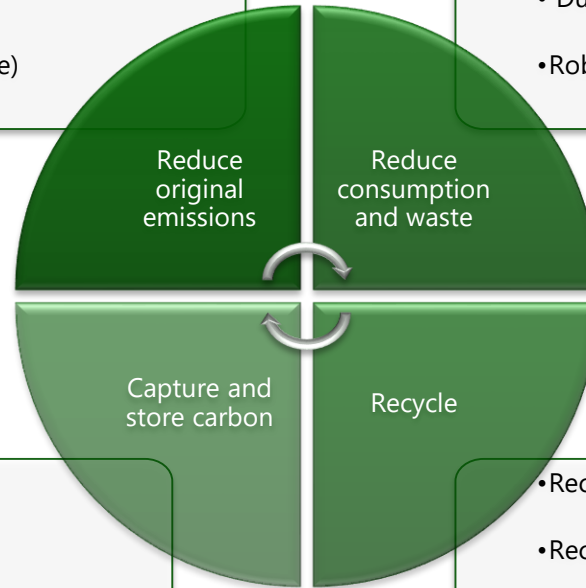 Reduce
original
emissions
Reduce
consumption
and waste
Capture and
store carbon
Recycle